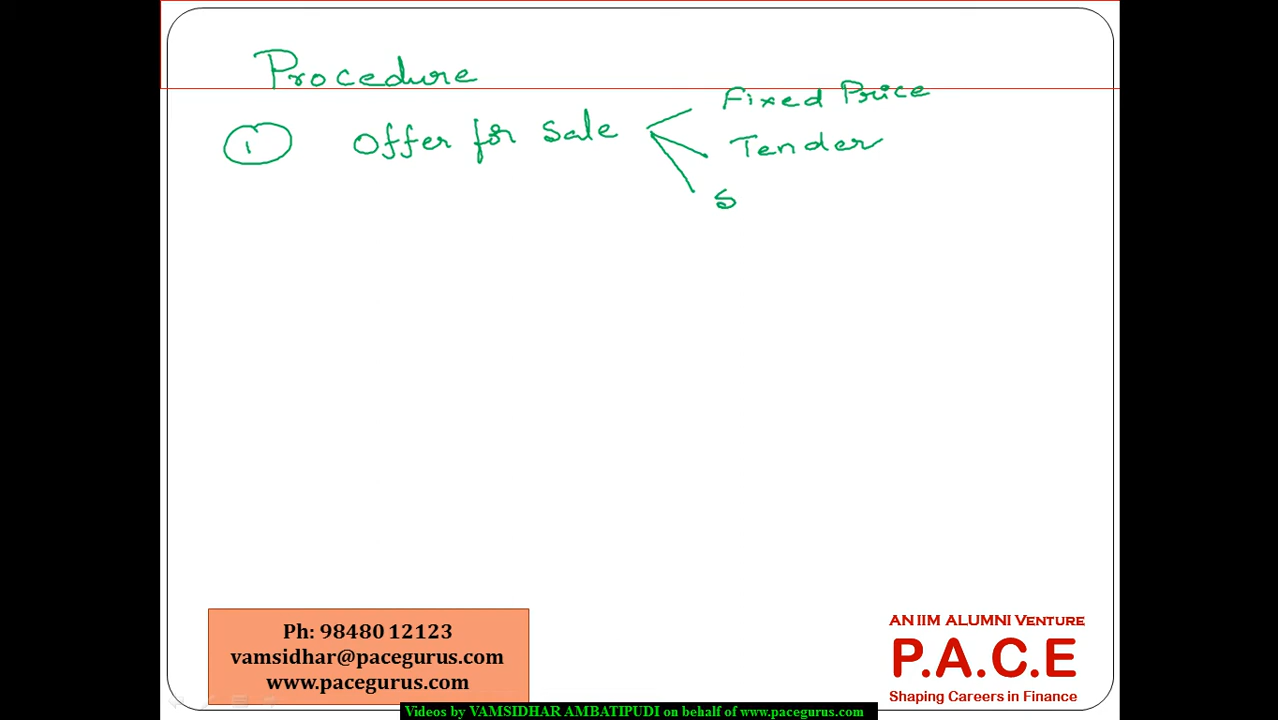 Procedure
Fixed Price
1 Offer for Sale
Tender
S
Ph: 98480 12123
vamsidhar@pacegurus.com
www.pacegurus.com
AN IIM ALUMNI VENTURE
P.A.C.E
Shaping Careers in Finance
Videos by VAMSIDHAR AMBATIPUDI on behalf of www.pacegurus.com